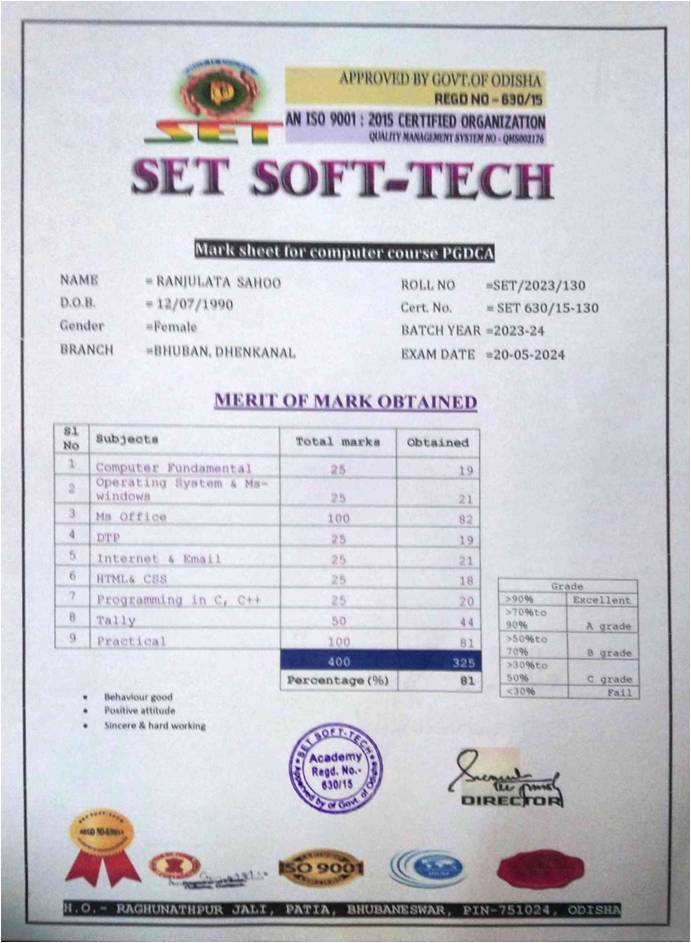 APPROVED BY GOVT.OF ODISHA
REGD NO - 630/15
AN ISO 9001 : 2015 CERTIFIED ORGANIZATION
QUALITY MANAGEMENT SYSTEM NO - QMS003176
SET
SET SOFT-TECH
Mark sheet for computer course PGDCA
NAME = RANJULATA SAHOO ROLL NO =SET/2023/130
D.O.B. = 12/07/1990 Cert. No. = SET 630/15-130
Gender =Female BATCH YEAR =2023-24
BRANCH =BHUBAN, DHENKANAL EXAM DATE =20-05-2024
MERIT OF MARK OBTAINED
Sl No Subjects Total marks Obtained
1 Computer Fundamental 25 19
2 Operating System & Ms-
windows 25 21
3 Ms Office 100 82
4 DTP 25 19
5 Internet & Email 25 21
6 HTML& CSS 25 18
7 Programming in C, C++ 25 20
8 Tally 50 44
9 Practical 100 81
400 325
Percentage(%) 81
Grade
>90% Excellent
>70%to
90% A grade
>50%to
70% B grade
>30%to
50% C grade
<30% Fail
Behaviour good
Positive attitude
Sincere & hard working
SET SOFT-TECH
Academy
Regd. No.-
630/15
Approved by of Govt. of Odisha
DIRECTOR
ISO 9001
H.O.- RAGHUNATHPUR JALI, PATIA, BHUBANESWAR, PIN-751024, ODISHA